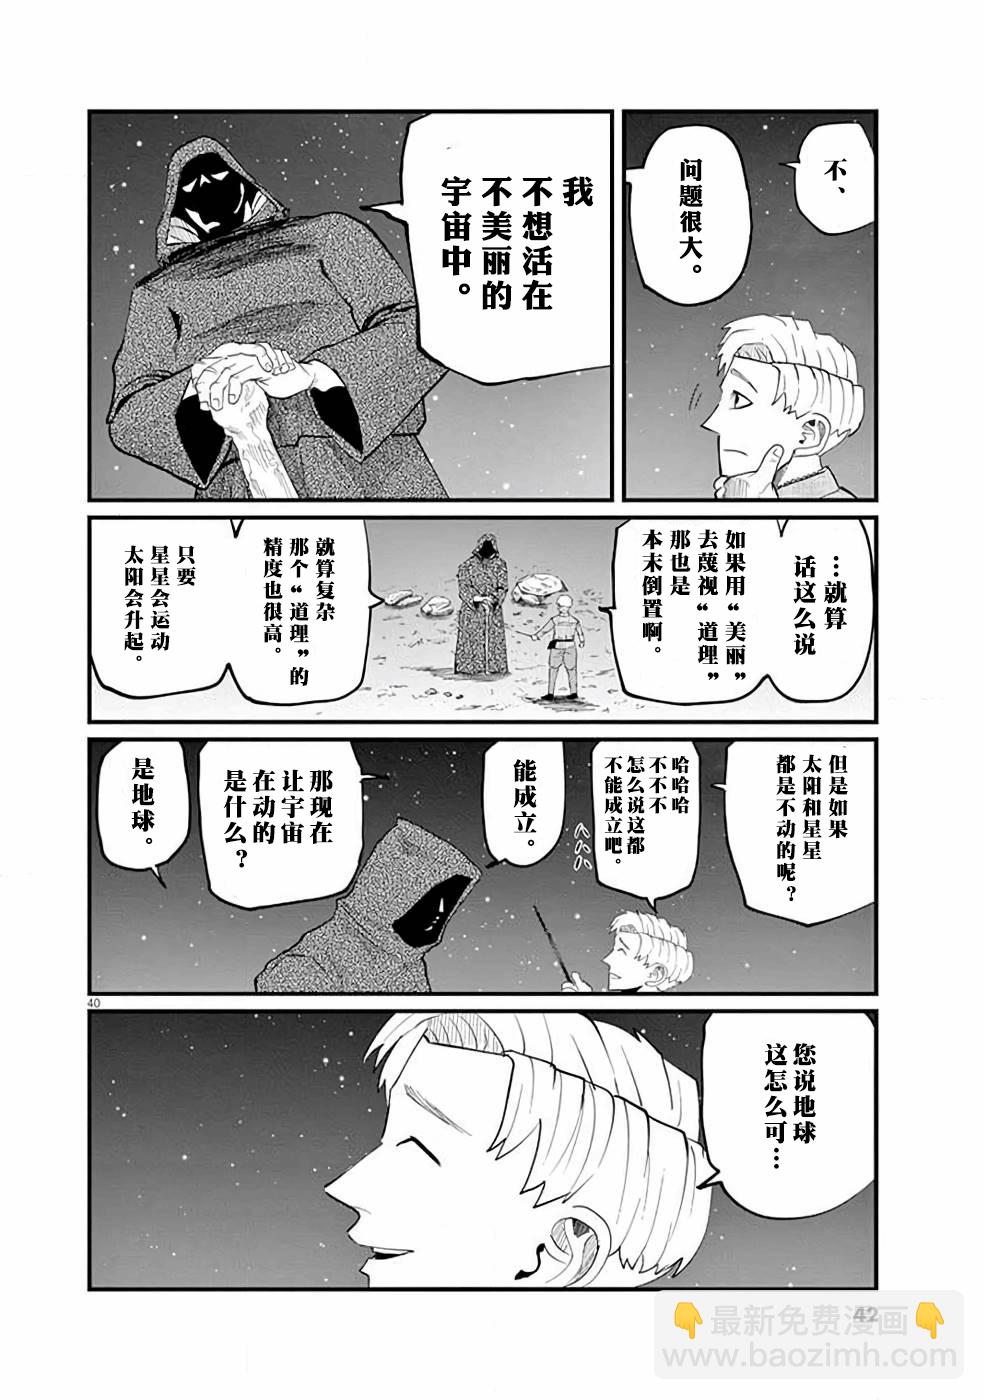 不、
问题很大。
我
不想活在
不美丽的
宇宙中。
…就算
话这么说
如果用“美丽”
去蔑视“道理”
那也是
本末倒置啊。
就算复杂
那个“道理”的
精度也很高。
只要
星星会运动
太阳会升起。
但是如果
太阳和星星
都是不动的呢？
哈哈哈
不不不
怎么说这都
不能成立吧。
能成立。
那现在
让宇宙
在动的
是什么？
是地球。
40
您说地球
这怎么可…
42
最新免费漫画
www.baozimh.com